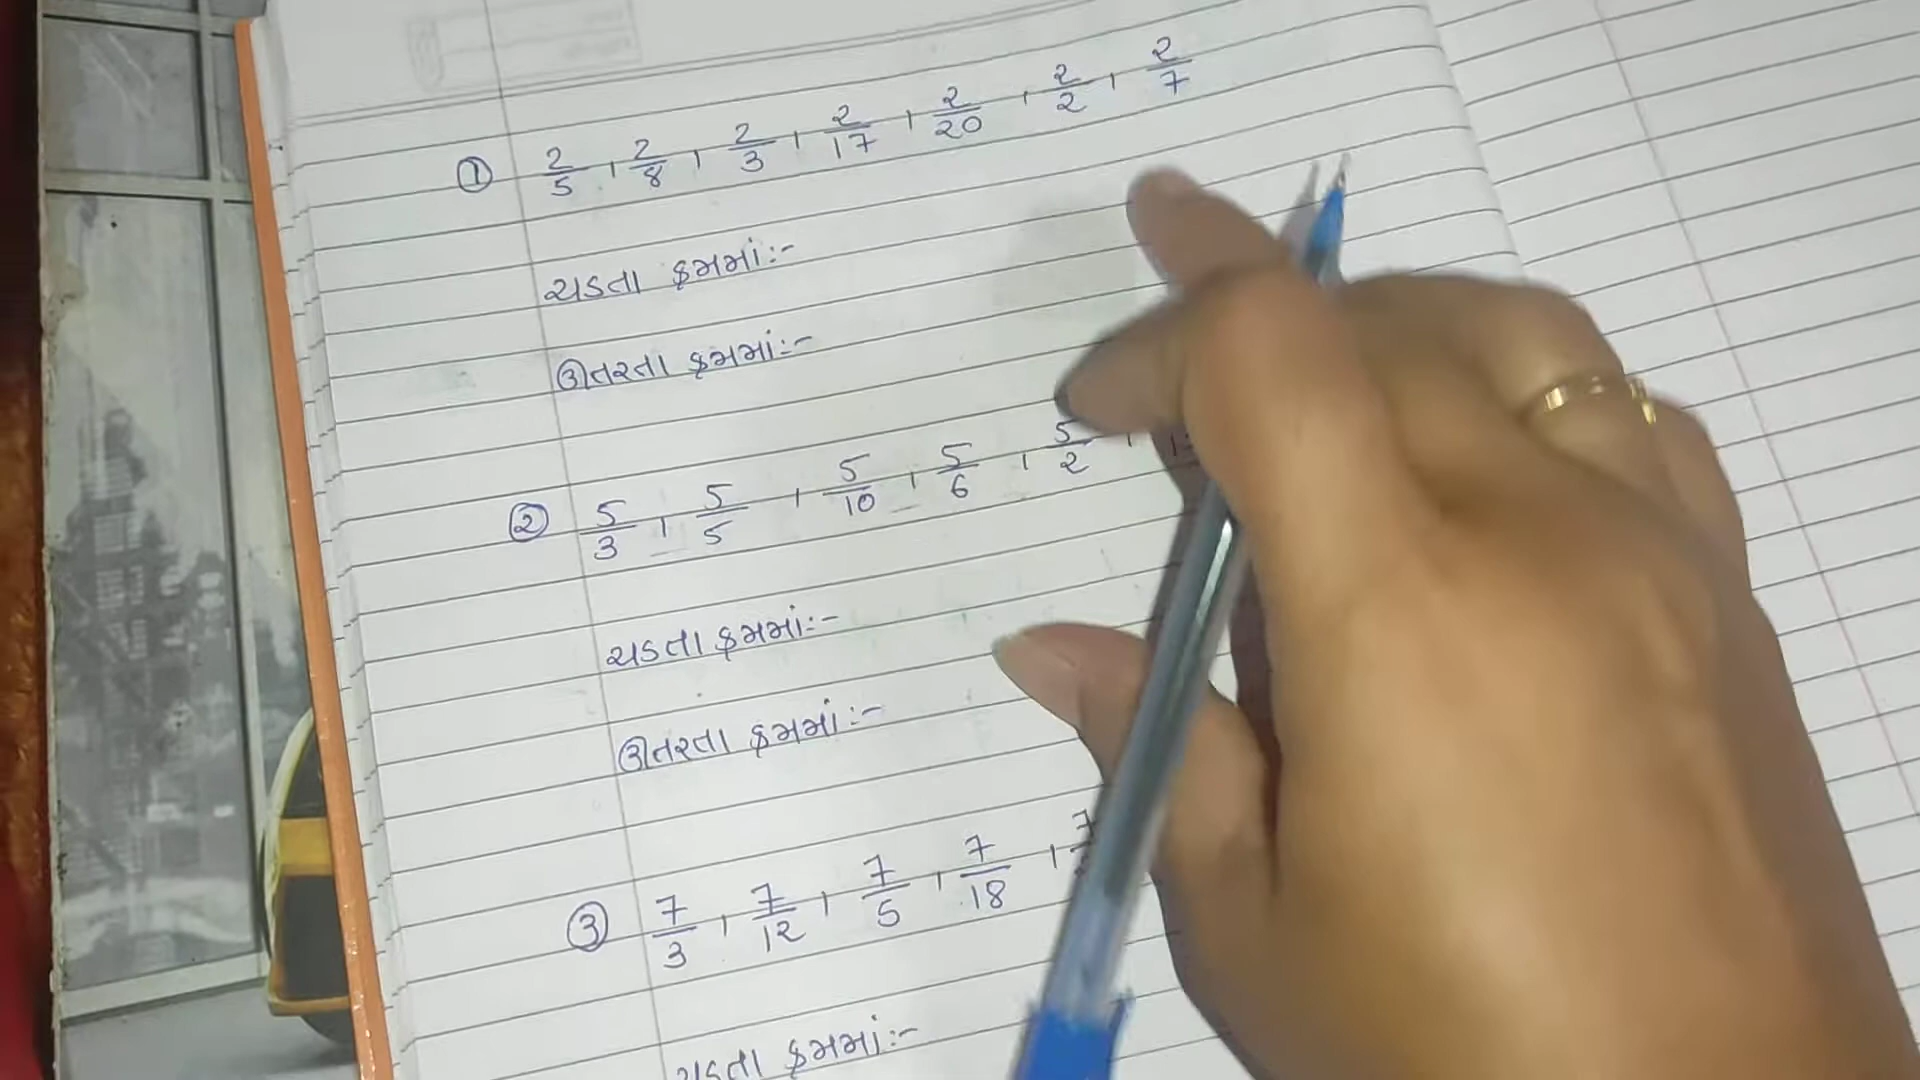 ① 2/5 , 2/8 , 2/3 , 2/17 , 2/20 , 2/2 , 2/7
ચડતા ક્રમમાં:-
ઊતરતા ક્રમમાં:-
② 5/3 , 5/5 , 5/10 , 5/6 , 5/2 ,
ચડતા ક્રમમાં:-
ઊતરતા ક્રમમાં:-
③ 7/3 , 7/12 , 7/5 , 7/18 ,
ચડતા ક્રમમાં:-